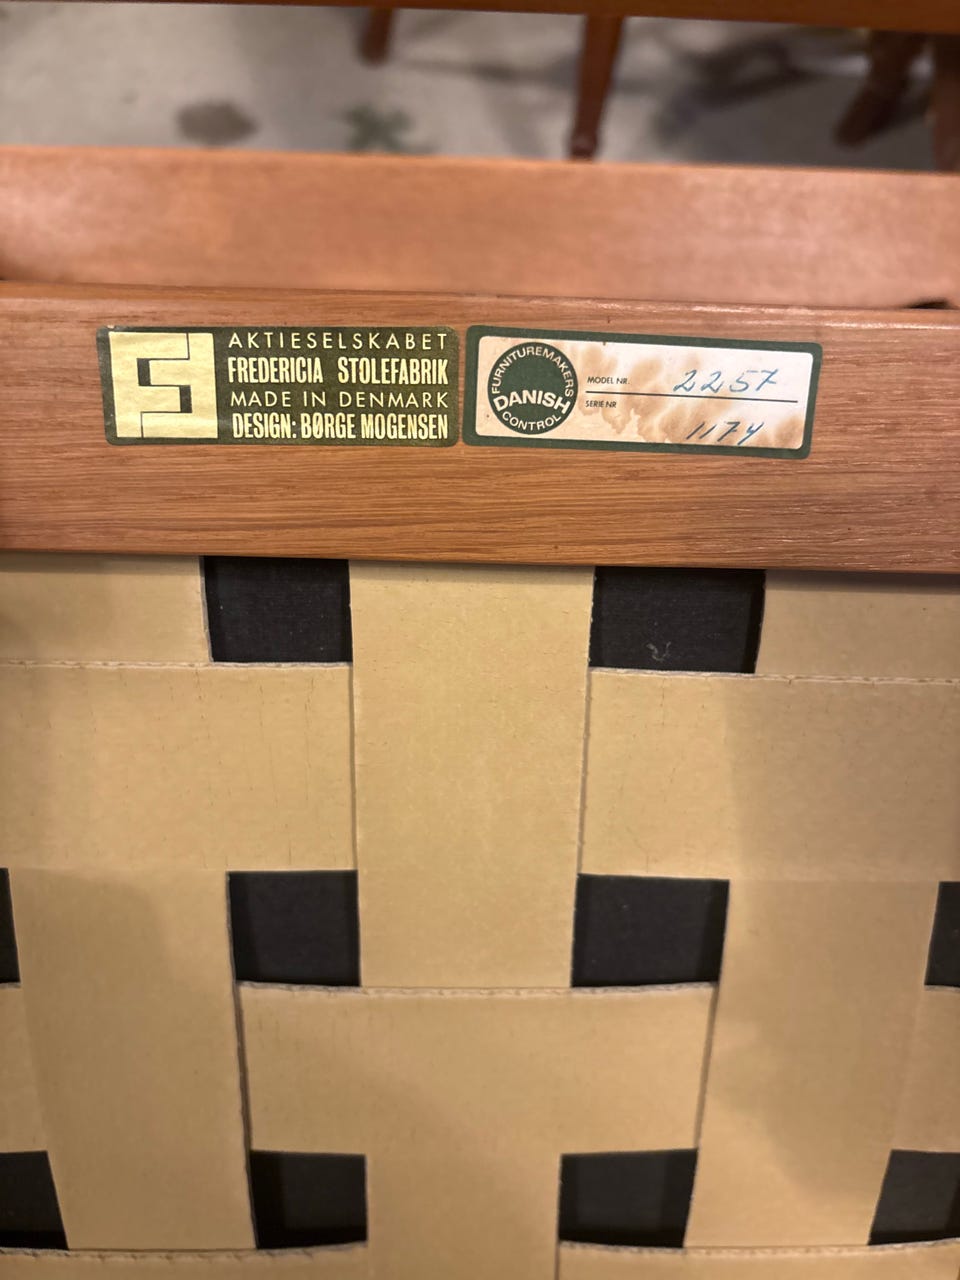 AKTIESELSKABET
FREDERICIA STOLEFABRIK
MADE IN DENMARK
DESIGN: BØRGE MOGENSEN
FURNITUREMAKERS
DANISH
CONTROL
MODEL NR. 2257
SERIE NR 1174